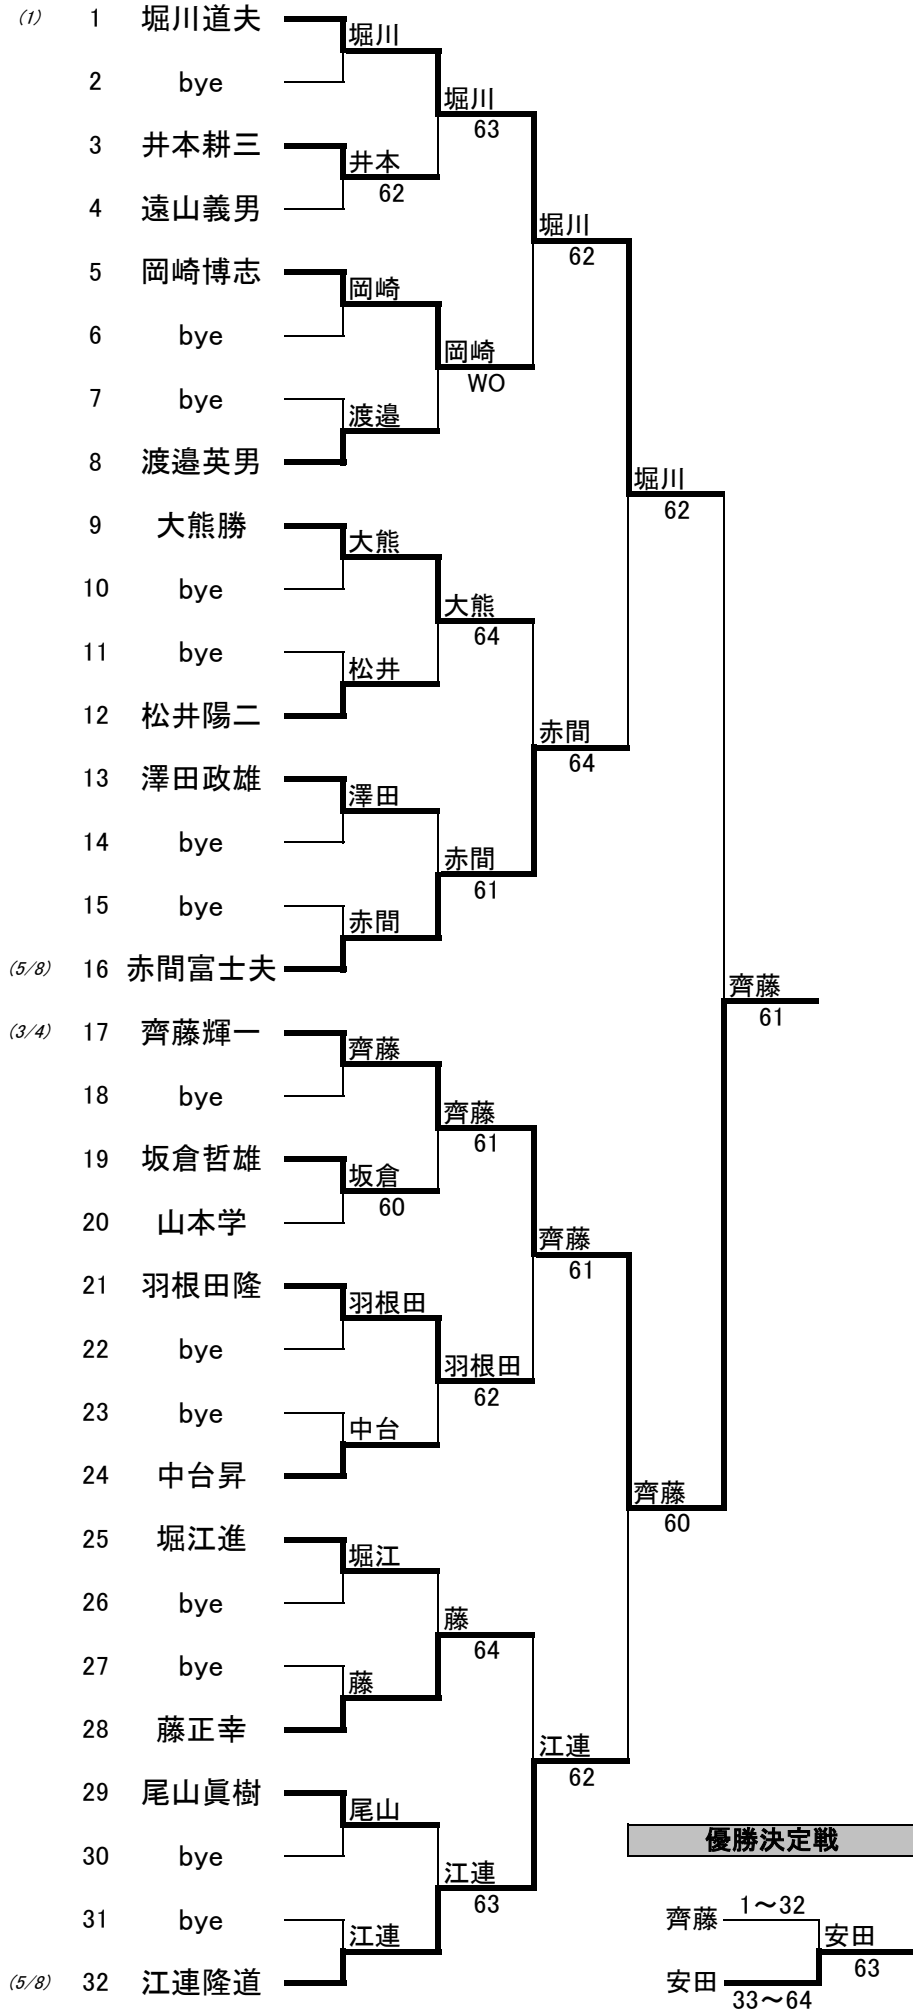 (1) 1 堀川道夫
堀川
2 bye
堀川
63
3 井本耕三
井本
62
4 遠山義男
堀川
62
5 岡崎博志
岡崎
6 bye
岡崎
WO
7 bye
渡邉
8 渡邉英男
堀川
62
9 大熊勝
大熊
10 bye
大熊
64
11 bye
松井
12 松井陽二
赤間
64
13 澤田政雄
澤田
14 bye
赤間
61
15 bye
赤間
(5/8) 16 赤間富士夫
齊藤
61
(3/4) 17 齊藤輝一
齊藤
18 bye
齊藤
61
19 坂倉哲雄
坂倉
60
20 山本学
齊藤
61
21 羽根田隆
羽根田
22 bye
羽根田
62
23 bye
中台
24 中台昇
齊藤
60
25 堀江進
堀江
26 bye
藤
64
27 bye
藤
28 藤正幸
江連
62
29 尾山眞樹
尾山
30 bye
江連
63
31 bye
江連
(5/8) 32 江連隆道
優勝決定戦
齊藤 1～32
安田
63
安田 33～64